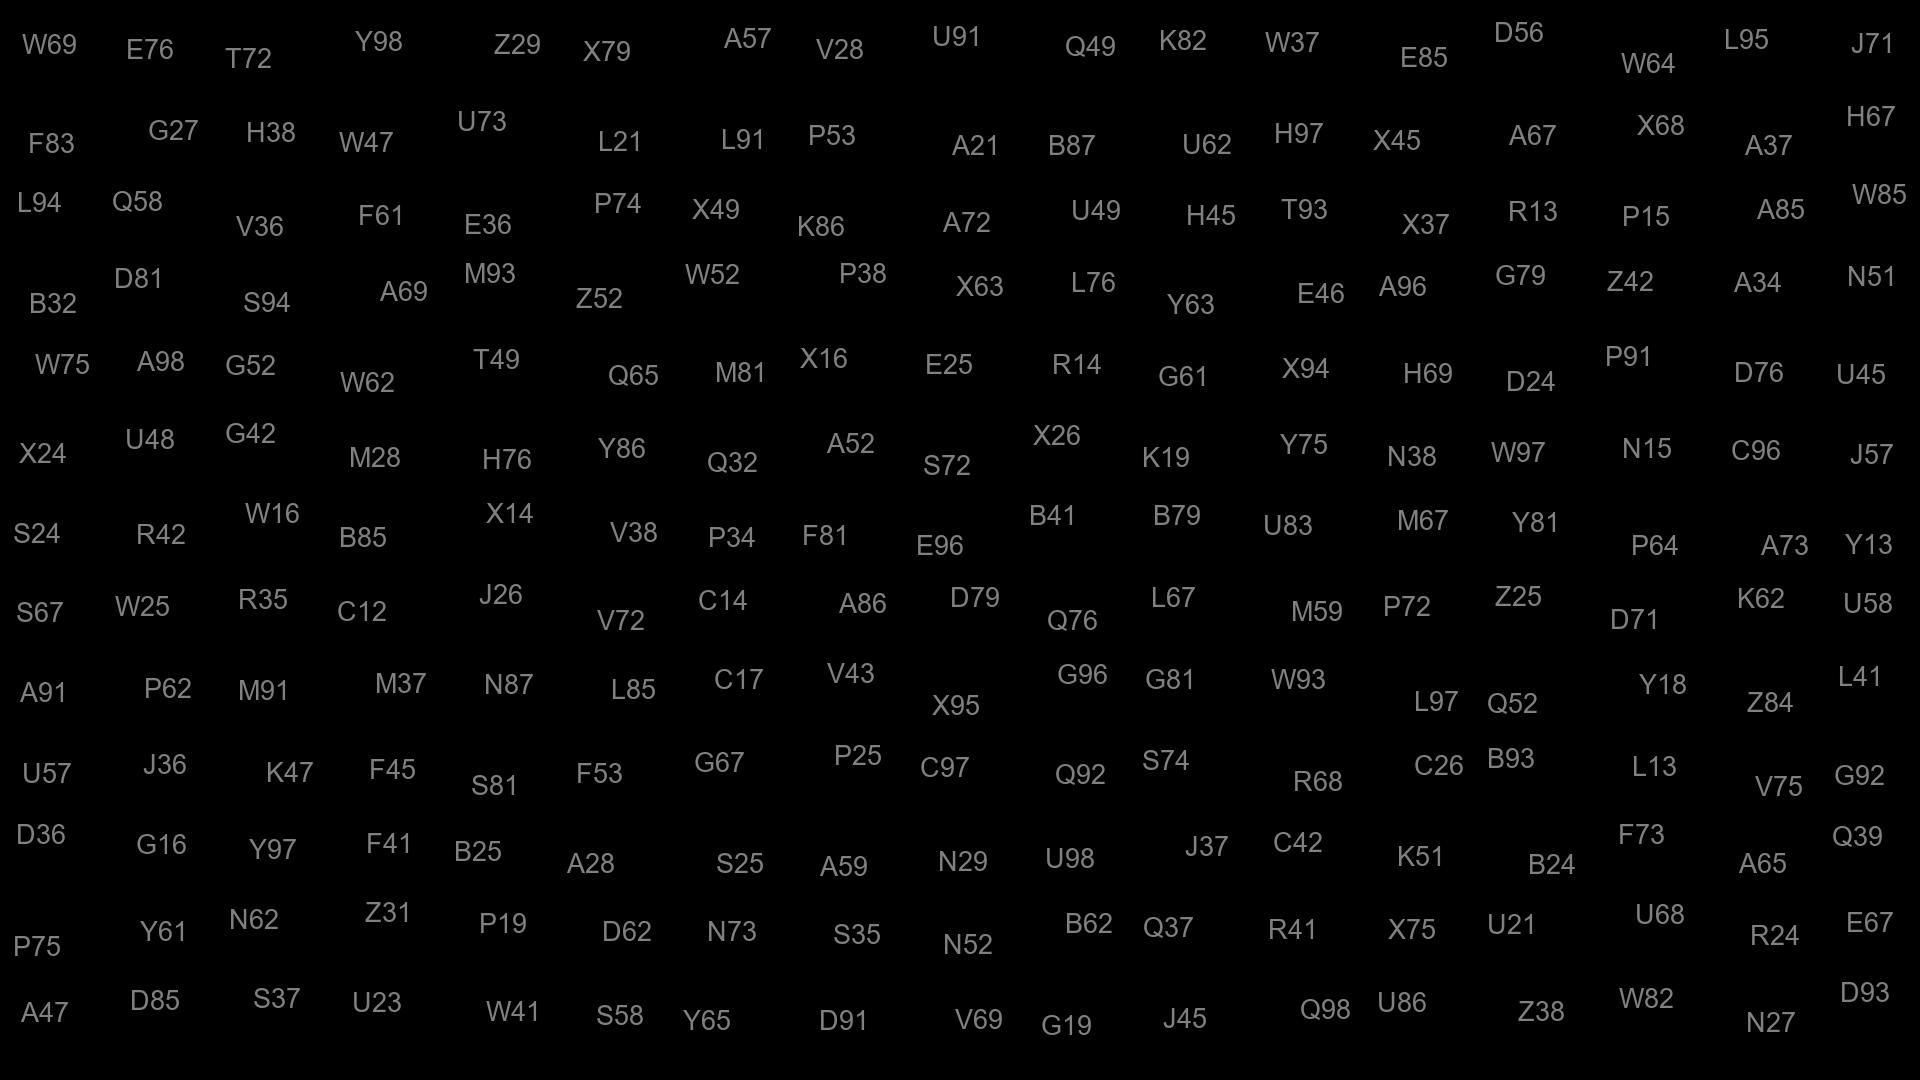 W69 E76 T72 Y98 Z29 X79 A57 V28 U91 Q49 K82 W37 E85 D56 W64 L95 J71
F83 G27 H38 W47 U73 L21 L91 P53 A21 B87 U62 H97 X45 A67 X68 A37 H67
L94 Q58 V36 F61 E36 P74 X49 K86 A72 U49 H45 T93 X37 R13 P15 A85 W85
B32 D81 S94 A69 M93 Z52 W52 P38 X63 L76 Y63 E46 A96 G79 Z42 A34 N51
W75 A98 G52 W62 T49 Q65 M81 X16 E25 R14 G61 X94 H69 D24 P91 D76 U45
X24 U48 G42 M28 H76 Y86 Q32 A52 S72 X26 K19 Y75 N38 W97 N15 C96 J57
S24 R42 W16 B85 X14 V38 P34 F81 E96 B41 B79 U83 M67 Y81 P64 A73 Y13
S67 W25 R35 C12 J26 V72 C14 A86 D79 Q76 L67 M59 P72 Z25 D71 K62 U58
A91 P62 M91 M37 N87 L85 C17 V43 X95 G96 G81 W93 L97 Q52 Y18 Z84 L41
U57 J36 K47 F45 S81 F53 G67 P25 C97 Q92 S74 R68 C26 B93 L13 V75 G92
D36 G16 Y97 F41 B25 A28 S25 A59 N29 U98 J37 C42 K51 B24 F73 A65 Q39
P75 Y61 N62 Z31 P19 D62 N73 S35 N52 B62 Q37 R41 X75 U21 U68 R24 E67
A47 D85 S37 U23 W41 S58 Y65 D91 V69 G19 J45 Q98 U86 Z38 W82 N27 D93